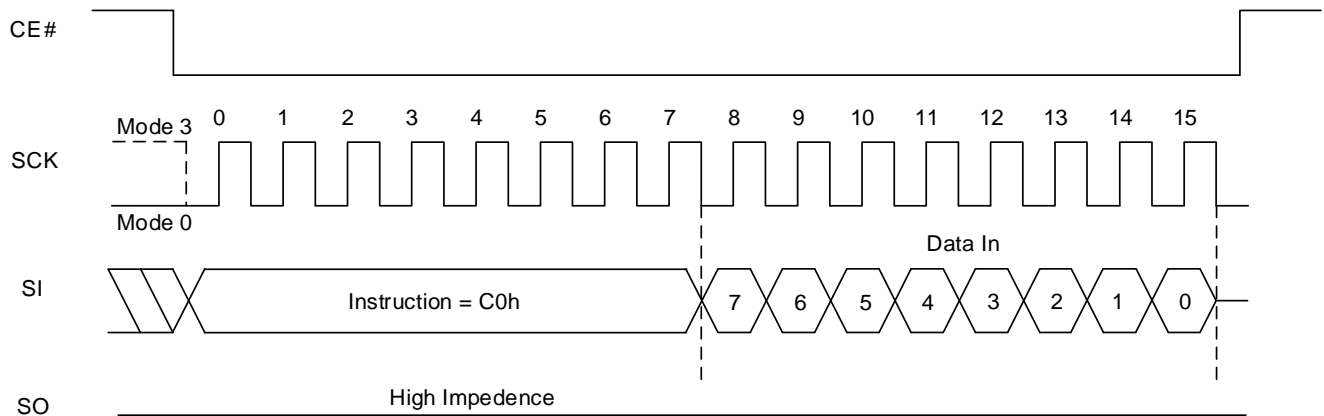 CE#
Mode 3
0 1 2 3 4 5 6 7 8 9 10 11 12 13 14 15
SCK
Mode 0
Data In
SI
Instruction = C0h
7 6 5 4 3 2 1 0
High Impedence
SO